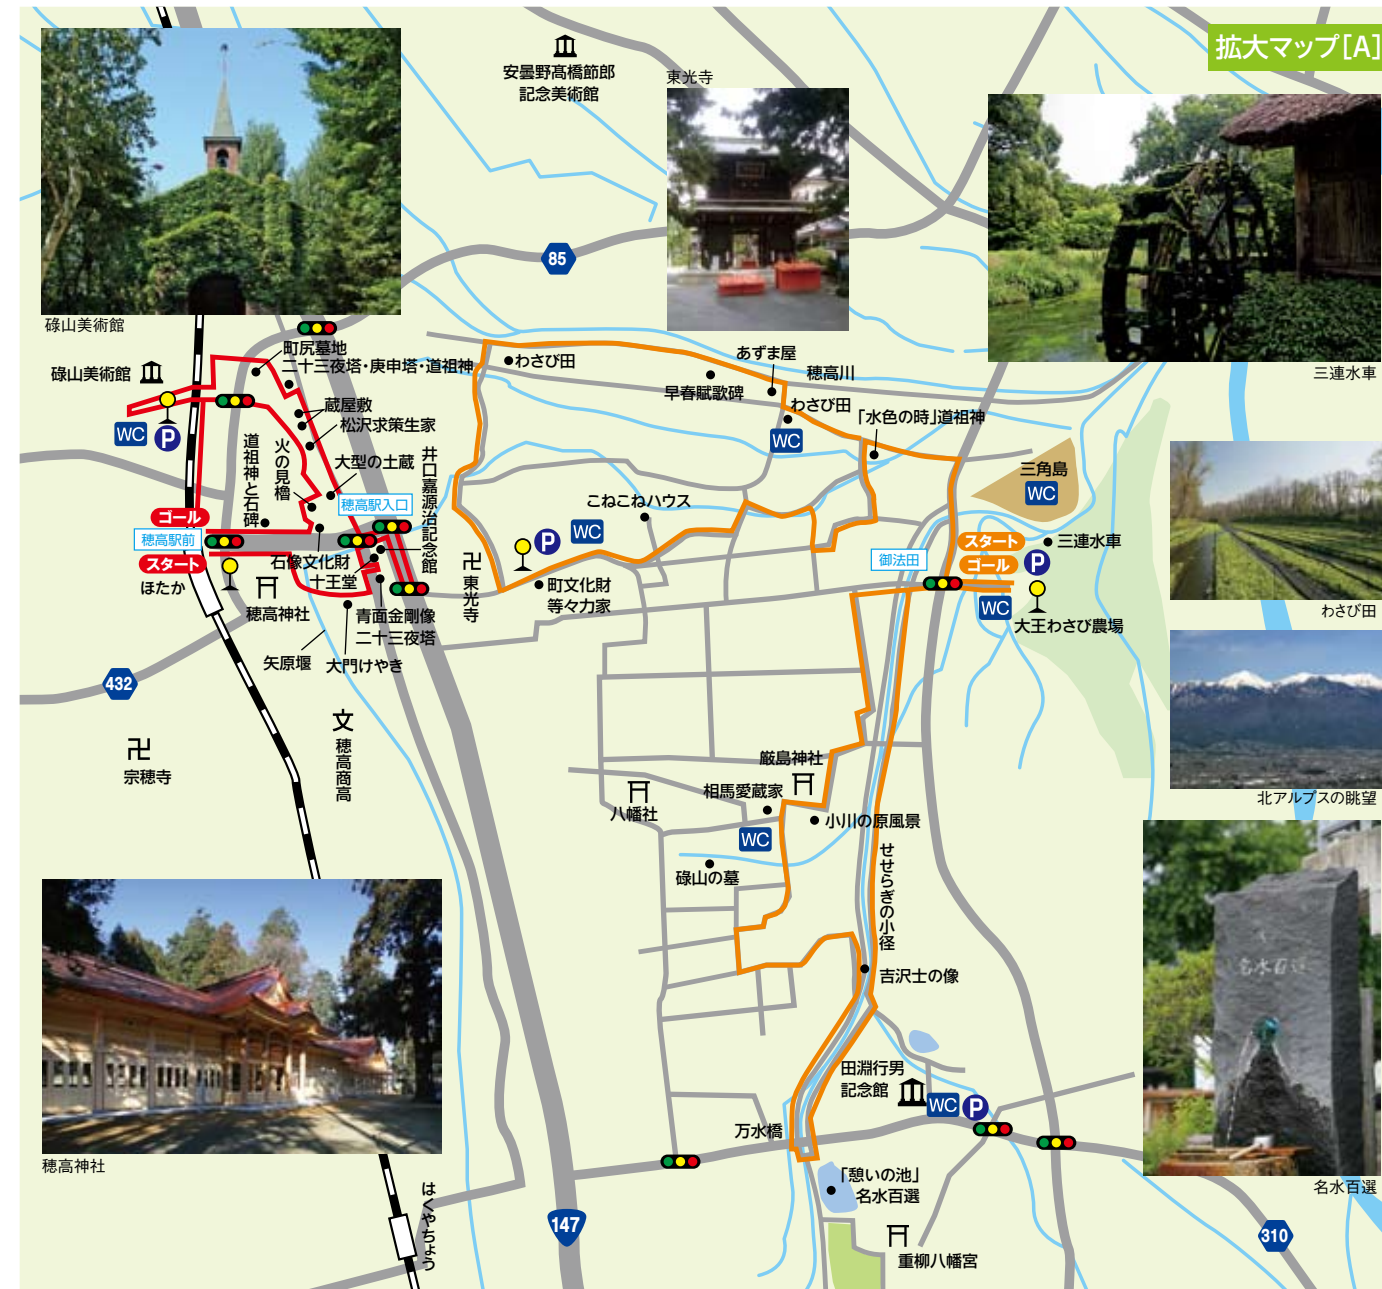 拡大マップ[A]
安曇野髙橋節郎
記念美術館
東光寺
85
碌山美術館
三連水車
碌山美術館
町尻墓地
二十三夜塔・庚申塔・道祖神
蔵屋敷
松沢求策生家
大型の土蔵
火の見櫓
道祖神と石碑
WC
P
わさび田
早春賦歌碑
あずま屋
穂高川
わさび田
WC
「水色の時」道祖神
三角島
WC
わさび田
穂高駅入口
井口嘉源治記念館
こねこねハウス
ゴール
穂高駅前
スタート
ほたか
石像文化財
十王堂
穂高神社
青面金剛像
二十三夜塔
矢原堰
大門けやき
東光寺
P
WC
町文化財
等々力家
御法田
スタート
ゴール
三連水車
P
WC
大王わさび農場
432
宗穂寺
文
穂高商高
北アルプスの眺望
厳島神社
相馬愛蔵家
八幡社
WC
小川の原風景
碌山の墓
せせらぎの小径
吉沢士の像
名水百選
田淵行男
記念館
WC
P
万水橋
「憩いの池」
名水百選
重柳八幡宮
穂高神社
はくやちょう
147
310
名水百選